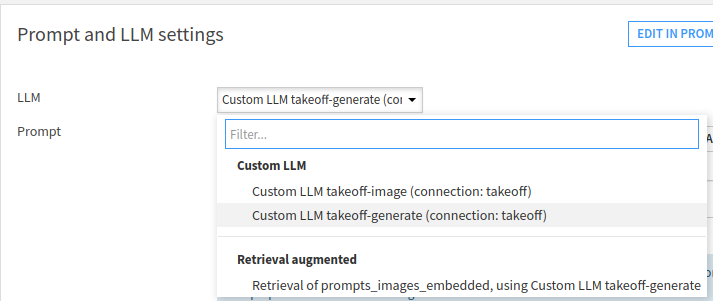 Prompt and LLM settings
EDIT IN PROM
LLM
Custom LLM takeoff-generate (cor
Prompt
Filter...
Custom LLM
Custom LLM takeoff-image (connection: takeoff)
Custom LLM takeoff-generate (connection: takeoff)
Retrieval augmented
Retrieval of prompts_images_embedded, using Custom LLM takeoff-generate